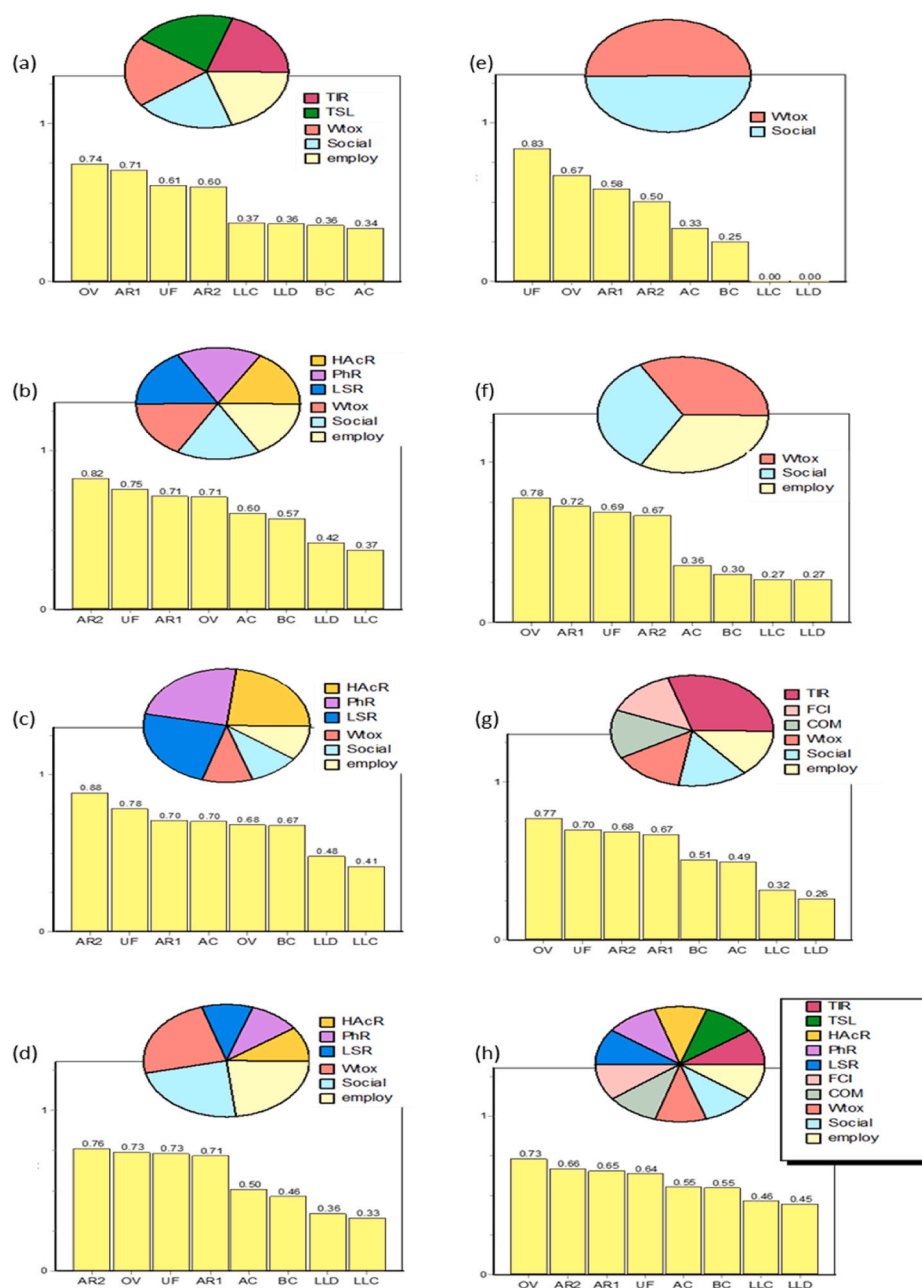 (a)
TIR
TSL
Wtox
Social
employ
1
0.74 0.71 0.61 0.60 0.37 0.36 0.36 0.34
0
OV AR1 UF AR2 LLC LLD BC AC
(e)
Wtox
Social
1
0.83 0.67 0.58 0.50 0.33 0.25 0.00 0.00
0
UF OV AR1 AR2 AC BC LLC LLD
(b)
HAcR
PhR
LSR
Wtox
Social
employ
1
0.82 0.75 0.71 0.71 0.60 0.57 0.42 0.37
0
AR2 UF AR1 OV AC BC LLD LLC
(f)
Wtox
Social
employ
1
0.78 0.72 0.69 0.67 0.36 0.30 0.27 0.27
0
OV AR1 UF AR2 AC BC LLC LLD
(c)
HAcR
PhR
LSR
Wtox
Social
employ
1
0.88 0.78 0.70 0.70 0.68 0.67 0.48 0.41
0
AR2 UF AR1 AC OV BC LLD LLC
(g)
TIR
FCI
COM
Wtox
Social
employ
1
0.77 0.70 0.68 0.67 0.51 0.49 0.32 0.26
0
OV UF AR2 AR1 BC AC LLC LLD
(d)
HAcR
PhR
LSR
Wtox
Social
employ
1
0.76 0.73 0.73 0.71 0.50 0.46 0.36 0.33
0
AR2 OV UF AR1 AC BC LLD LLC
(h)
TIR
TSL
HAcR
PhR
LSR
FCI
COM
Wtox
Social
employ
1
0.73 0.66 0.65 0.64 0.55 0.55 0.46 0.45
0
OV AR2 AR1 UF AC BC LLC LLD